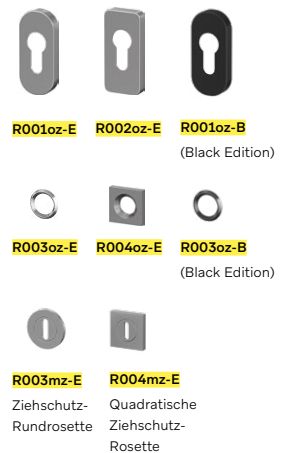 R001oz-E R002oz-E R001oz-B
(Black Edition)
R003oz-E R004oz-E R003oz-B
(Black Edition)
R003mz-E R004mz-E
Ziehschutz- Quadratische
Rundrosette Ziehschutz-
Rosette